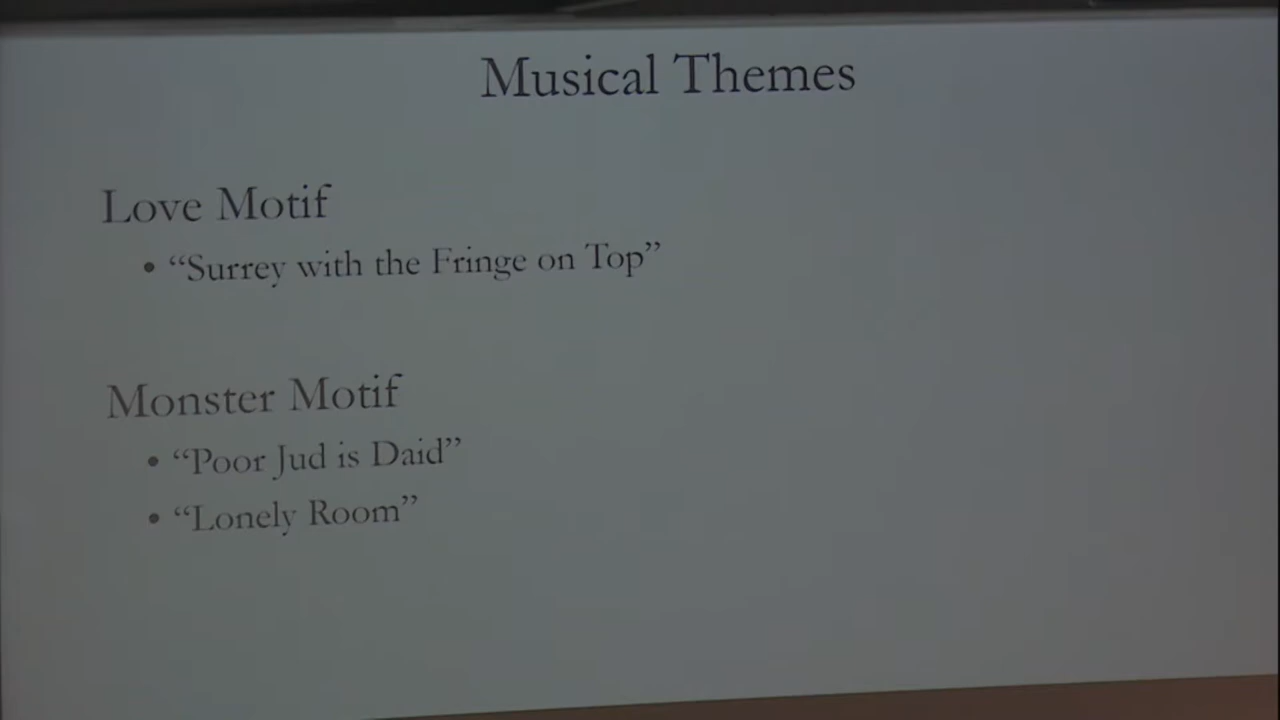 Musical Themes
Love Motif
• “Surrey with the Fringe on Top”
Monster Motif
• “Poor Jud is Daid”
• “Lonely Room”